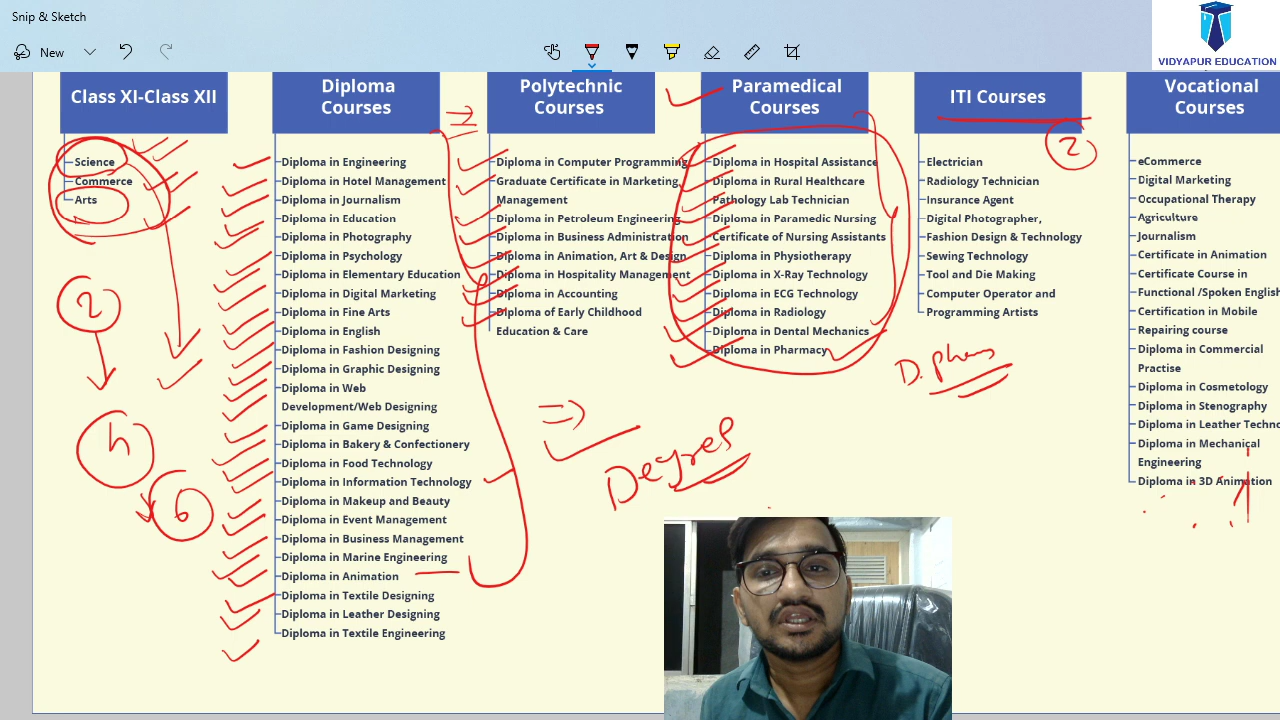 Snip & Sketch
New
VIDYAPUR EDUCATION
Class XI-Class XII
Science
Commerce
Arts
2
4
6
Diploma
Courses
Diploma in Engineering
Diploma in Hotel Management
Diploma in Journalism
Diploma in Education
Diploma in Photography
Diploma in Psychology
Diploma in Elementary Education
Diploma in Digital Marketing
Diploma in Fine Arts
Diploma in English
Diploma in Fashion Designing
Diploma in Graphic Designing
Diploma in Web
Development/Web Designing
Diploma in Game Designing
Diploma in Bakery & Confectionery
Diploma in Food Technology
Diploma in Information Technology
Diploma in Makeup and Beauty
Diploma in Event Management
Diploma in Business Management
Diploma in Marine Engineering
Diploma in Animation
Diploma in Textile Designing
Diploma in Leather Designing
Diploma in Textile Engineering
Polytechnic
Courses
Diploma in Computer Programming
Graduate Certificate in Marketing
Management
Diploma in Petroleum Engineering
Diploma in Business Administration
Diploma in Animation, Art & Design
Diploma in Hospitality Management
Diploma in Accounting
Diploma of Early Childhood
Education & Care
Degree
Paramedical
Courses
Diploma in Hospital Assistance
Diploma in Rural Healthcare
Pathology Lab Technician
Diploma in Paramedic Nursing
Certificate of Nursing Assistants
Diploma in Physiotherapy
Diploma in X-Ray Technology
Diploma in ECG Technology
Diploma in Radiology
Diploma in Dental Mechanics
Diploma in Pharmacy
ITI Courses
2
Electrician
Radiology Technician
Insurance Agent
Digital Photographer,
Fashion Design & Technology
Sewing Technology
Tool and Die Making
Computer Operator and
Programming Artists
Vocational
Courses
eCommerce
Digital Marketing
Occupational Therapy
Agriculture
Journalism
Certificate in Animation
Certificate Course in
Functional /Spoken English
Certification in Mobile
Repairing course
Diploma in Commercial
Practise
Diploma in Cosmetology
Diploma in Stenography
Diploma in Leather Techno
Diploma in Mechanical
Engineering
Diploma in 3D Animation